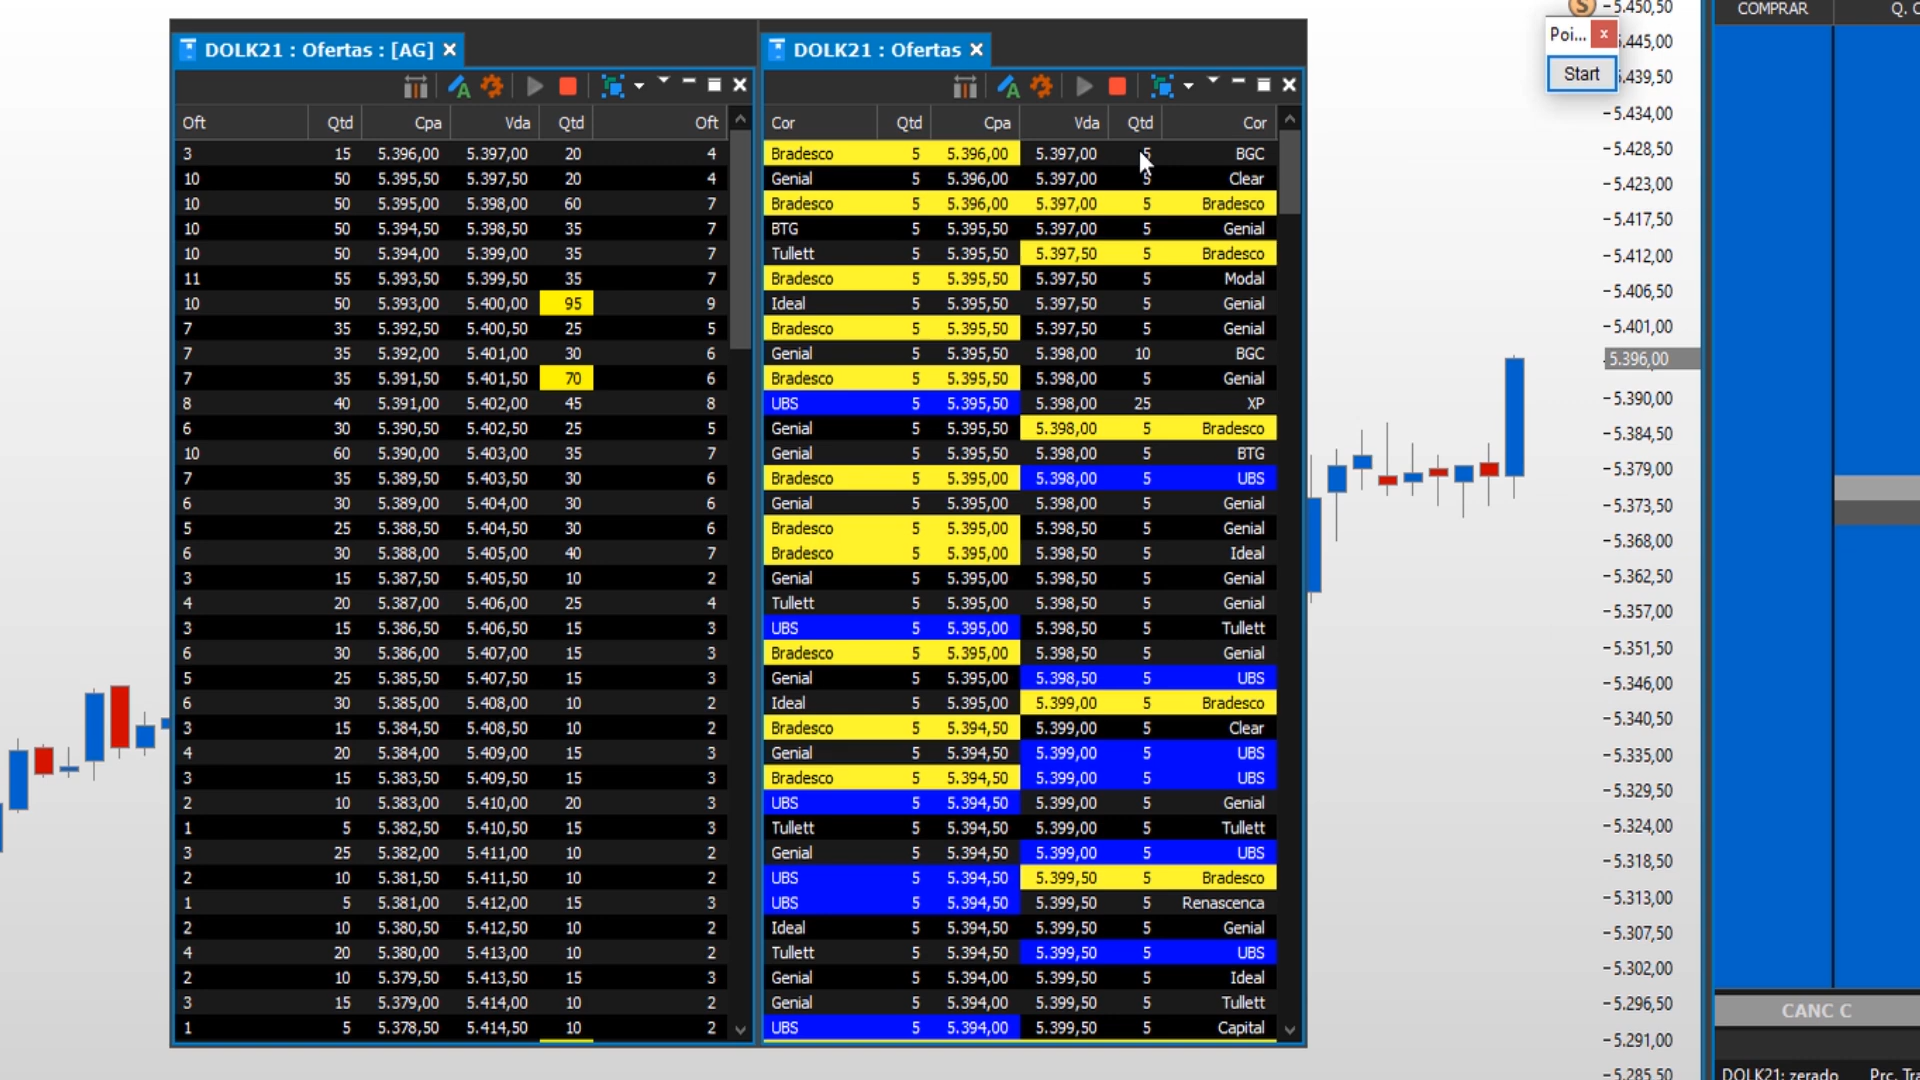 DOLK21 : Ofertas : [AG]
Oft Qtd Cpa Vda Qtd Oft
3 15 5.396,00 5.397,00 20 4
10 50 5.395,50 5.397,50 20 4
10 50 5.395,00 5.398,00 60 7
10 50 5.394,50 5.398,50 35 7
10 50 5.394,00 5.399,00 35 7
11 55 5.393,50 5.399,50 35 7
10 50 5.393,00 5.400,00 95 9
7 35 5.392,50 5.400,50 25 5
7 35 5.392,00 5.401,00 30 6
7 35 5.391,50 5.401,50 70 6
8 40 5.391,00 5.402,00 45 8
6 30 5.390,50 5.402,50 25 5
10 60 5.390,00 5.403,00 35 7
7 35 5.389,50 5.403,50 30 6
6 30 5.389,00 5.404,00 30 6
5 25 5.388,50 5.404,50 30 6
6 30 5.388,00 5.405,00 40 7
3 15 5.387,50 5.405,50 10 2
4 20 5.387,00 5.406,00 25 4
3 15 5.386,50 5.406,50 15 3
6 30 5.386,00 5.407,00 15 3
5 25 5.385,50 5.407,50 15 3
6 30 5.385,00 5.408,00 10 2
3 15 5.384,50 5.408,50 10 2
4 20 5.384,00 5.409,00 15 3
3 15 5.383,50 5.409,50 15 3
2 10 5.383,00 5.410,00 20 3
1 5 5.382,50 5.410,50 15 3
3 25 5.382,00 5.411,00 10 2
2 10 5.381,50 5.411,50 10 2
1 5 5.381,00 5.412,00 15 3
2 10 5.380,50 5.412,50 10 2
4 20 5.380,00 5.413,00 10 2
2 10 5.379,50 5.413,50 15 3
3 15 5.379,00 5.414,00 10 2
1 5 5.378,50 5.414,50 10 2
DOLK21 : Ofertas
Cor Qtd Cpa Vda Qtd Cor
Bradesco 5 5.396,00 5.397,00 5 BGC
Genial 5 5.396,00 5.397,00 5 Clear
Bradesco 5 5.396,00 5.397,00 5 Bradesco
BTG 5 5.395,50 5.397,00 5 Genial
Tullett 5 5.395,50 5.397,50 5 Bradesco
Bradesco 5 5.395,50 5.397,50 5 Modal
Ideal 5 5.395,50 5.397,50 5 Genial
Bradesco 5 5.395,50 5.397,50 5 Genial
Genial 5 5.395,50 5.398,00 10 BGC
Bradesco 5 5.395,50 5.398,00 5 Genial
UBS 5 5.395,50 5.398,00 25 XP
Genial 5 5.395,50 5.398,00 5 Bradesco
Genial 5 5.395,50 5.398,00 5 BTG
Bradesco 5 5.395,50 5.398,00 5 UBS
Genial 5 5.395,00 5.398,00 5 Genial
Bradesco 5 5.395,00 5.398,50 5 Genial
Bradesco 5 5.395,00 5.398,50 5 Ideal
Genial 5 5.395,00 5.398,50 5 Genial
Tullett 5 5.395,00 5.398,50 5 Genial
UBS 5 5.395,00 5.398,50 5 Tullett
Bradesco 5 5.395,00 5.398,50 5 Genial
Genial 5 5.395,00 5.398,50 5 UBS
Ideal 5 5.395,00 5.399,00 5 Bradesco
Bradesco 5 5.394,50 5.399,00 5 Clear
Genial 5 5.394,50 5.399,00 5 UBS
Bradesco 5 5.394,50 5.399,00 5 UBS
UBS 5 5.394,50 5.399,00 5 Genial
Tullett 5 5.394,50 5.399,00 5 Tullett
Genial 5 5.394,50 5.399,00 5 UBS
UBS 5 5.394,50 5.399,50 5 Bradesco
UBS 5 5.394,50 5.399,50 5 Renascenca
Ideal 5 5.394,50 5.399,50 5 Genial
Tullett 5 5.394,50 5.399,50 5 UBS
Genial 5 5.394,00 5.399,50 5 Ideal
Genial 5 5.394,00 5.399,50 5 Tullett
UBS 5 5.394,00 5.399,50 5 Capital
S
Poi... x
Start
5.450,50
5.445,00
5.439,50
5.434,00
5.428,50
5.423,00
5.417,50
5.412,00
5.406,50
5.401,00
5.396,00
5.390,00
5.384,50
5.379,00
5.373,50
5.368,00
5.362,50
5.357,00
5.351,50
5.346,00
5.340,50
5.335,00
5.329,50
5.324,00
5.318,50
5.313,00
5.307,50
5.302,00
5.296,50
5.291,00
5.285,50
COMPRAR Q. C
CANC C
DOLK21: zerado Prc. Tra